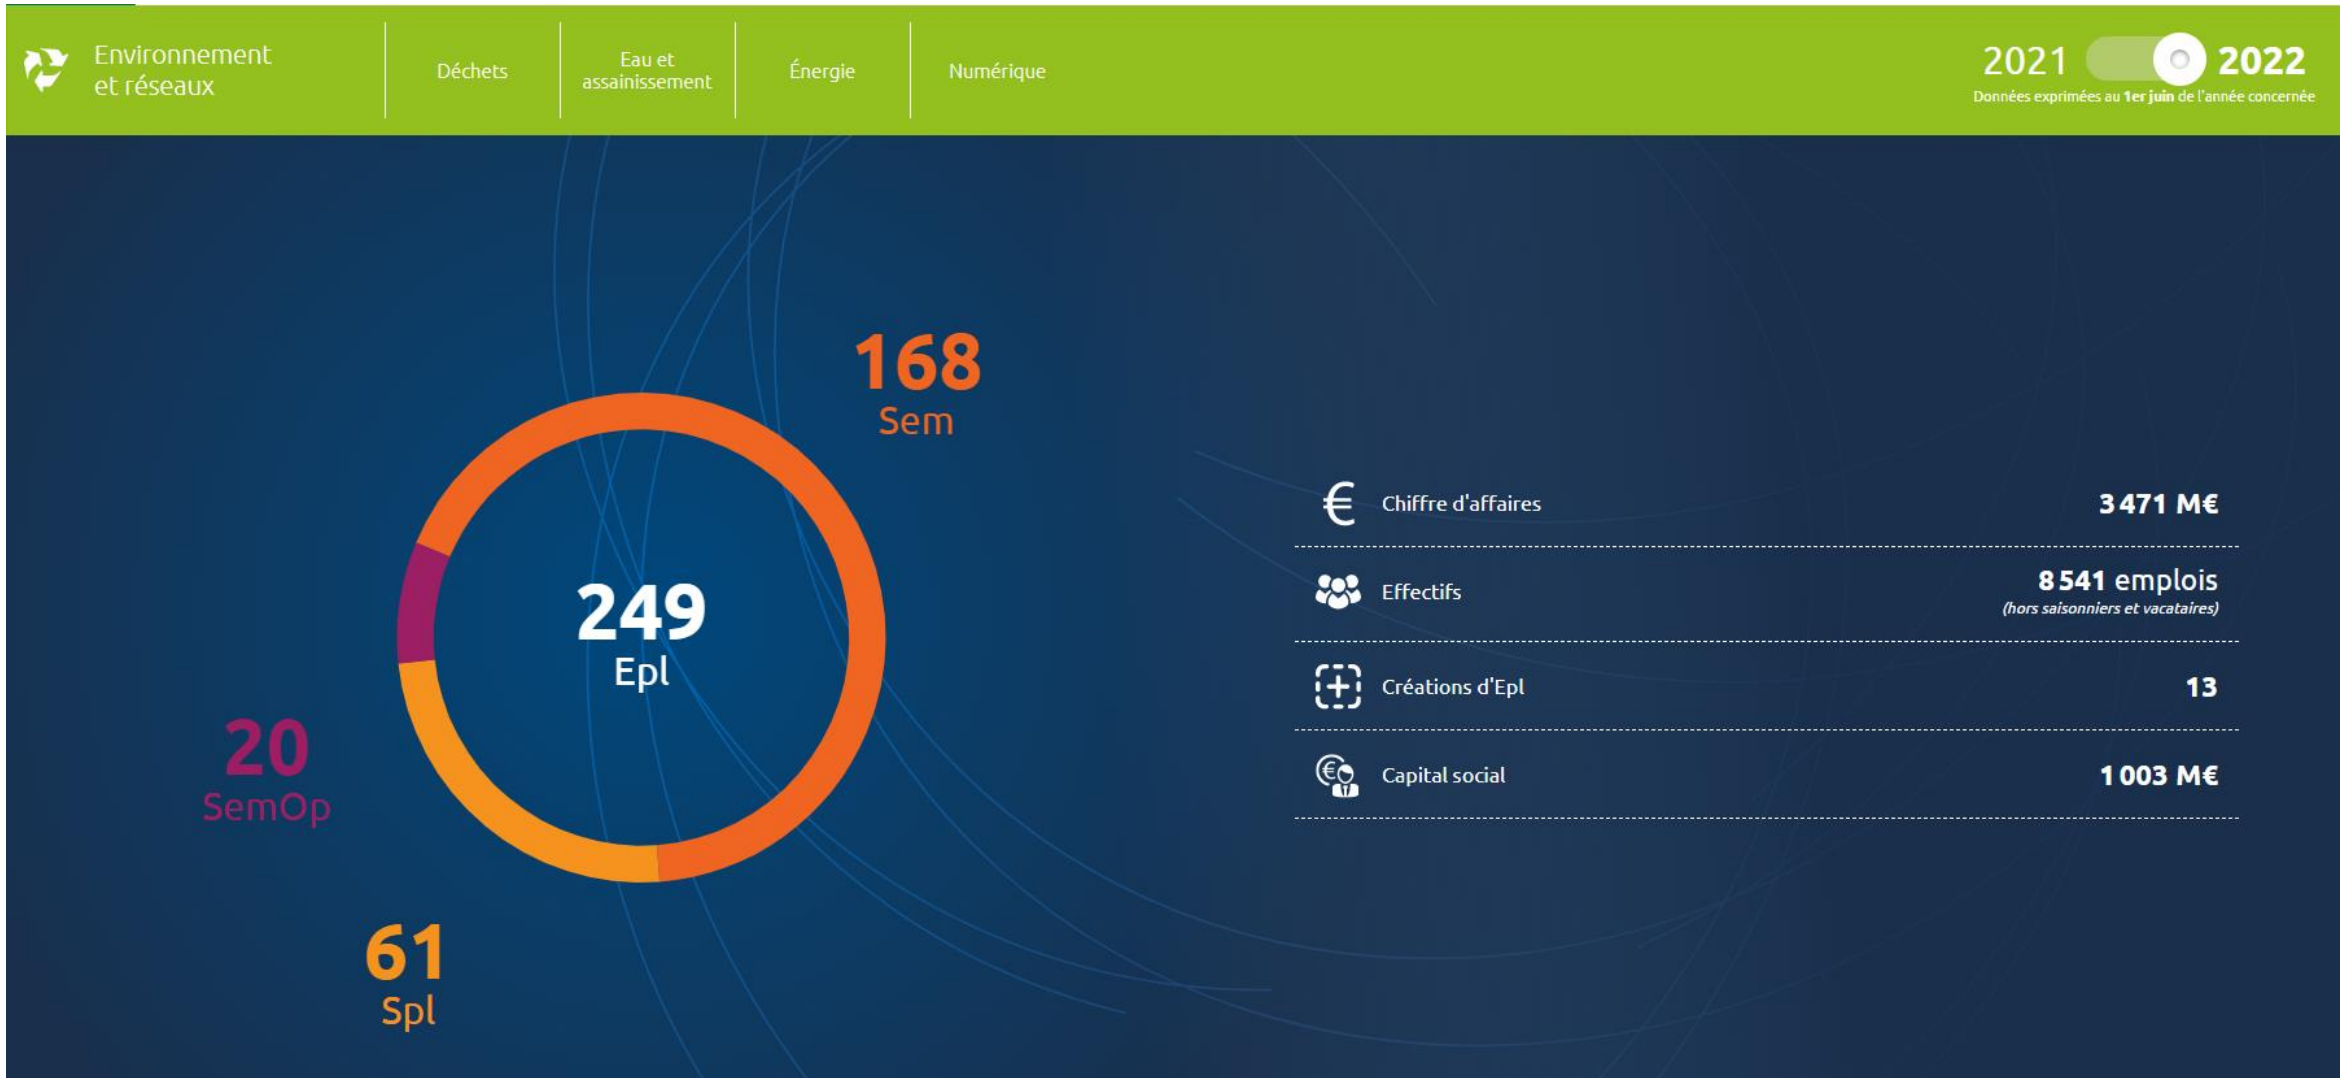 Environnement
et réseaux
Déchets
Eau et
assainissement
Énergie
Numérique
2021 2022
Données exprimées au 1er juin de l'année concernée
168
Sem
249
Epl
20
SemOp
61
Spl
Chiffre d'affaires 3 471 M€
Effectifs 8 541 emplois
(hors saisonniers et vacataires)
Créations d'Epl 13
Capital social 1 003 M€